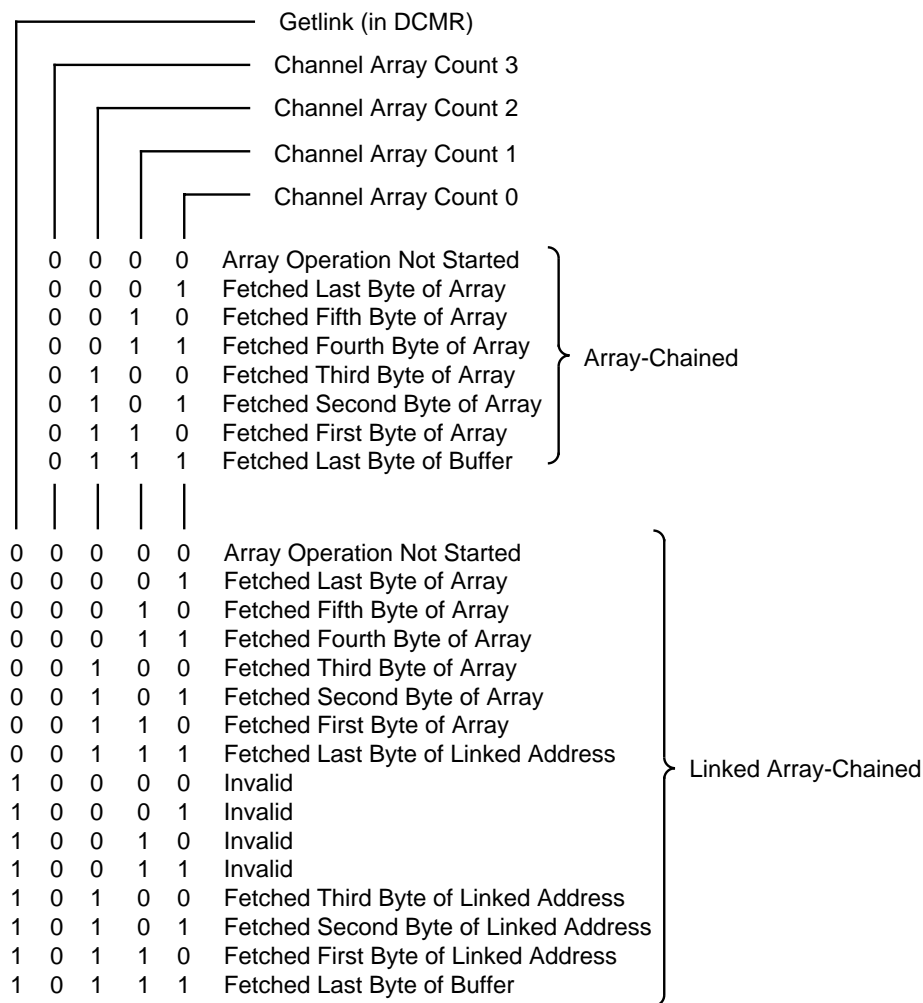 Getlink (in DCMR)
Channel Array Count 3
Channel Array Count 2
Channel Array Count 1
Channel Array Count 0
0 0 0 0 Array Operation Not Started
0 0 0 1 Fetched Last Byte of Array
0 0 1 0 Fetched Fifth Byte of Array
0 0 1 1 Fetched Fourth Byte of Array
0 1 0 0 Fetched Third Byte of Array
0 1 0 1 Fetched Second Byte of Array
0 1 1 0 Fetched First Byte of Array
0 1 1 1 Fetched Last Byte of Buffer
Array-Chained
0 0 0 0 0 Array Operation Not Started
0 0 0 0 1 Fetched Last Byte of Array
0 0 0 1 0 Fetched Fifth Byte of Array
0 0 0 1 1 Fetched Fourth Byte of Array
0 0 1 0 0 Fetched Third Byte of Array
0 0 1 0 1 Fetched Second Byte of Array
0 0 1 1 0 Fetched First Byte of Array
0 0 1 1 1 Fetched Last Byte of Linked Address
1 0 0 0 0 Invalid
1 0 0 0 1 Invalid
1 0 0 1 0 Invalid
1 0 0 1 1 Invalid
1 0 1 0 0 Fetched Third Byte of Linked Address
1 0 1 0 1 Fetched Second Byte of Linked Address
1 0 1 1 0 Fetched First Byte of Linked Address
1 0 1 1 1 Fetched Last Byte of Buffer
Linked Array-Chained